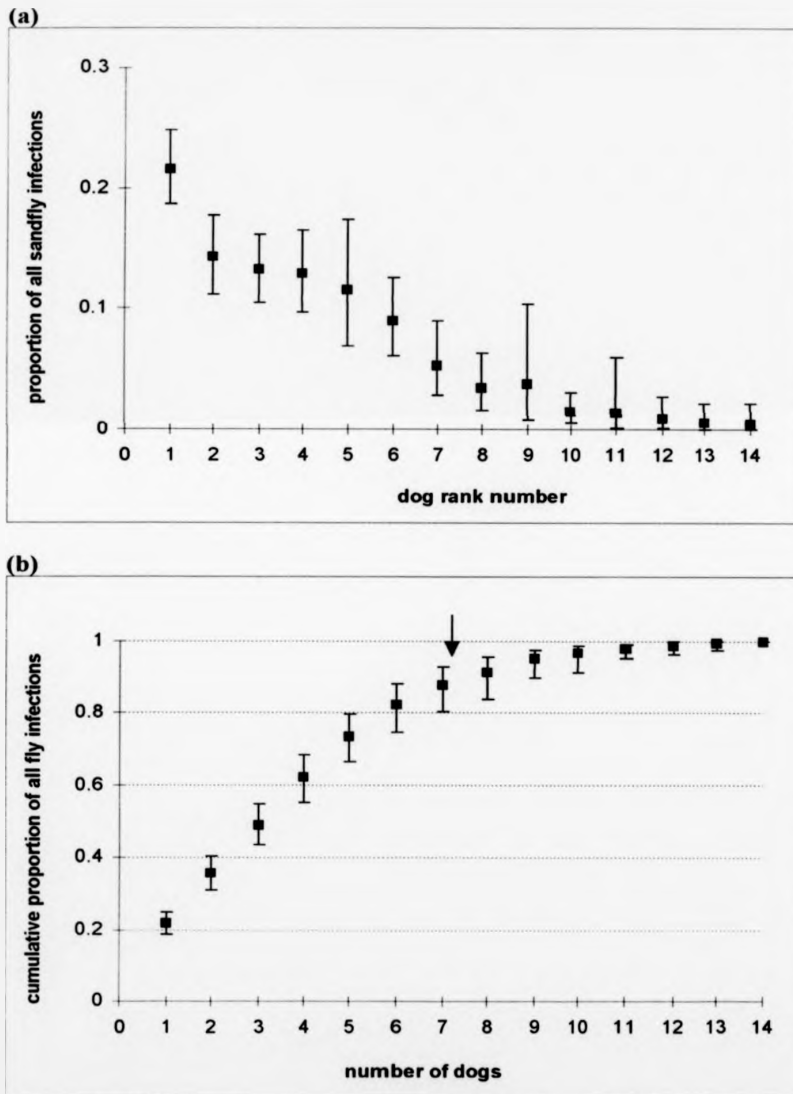 (a)
proportion of all sandfly infections
0.3
0.2
0.1
0
0 1 2 3 4 5 6 7 8 9 10 11 12 13 14
dog rank number
(b)
cumulative proportion of all fly infections
1
0.8
0.6
0.4
0.2
0
0 1 2 3 4 5 6 7 8 9 10 11 12 13 14
number of dogs